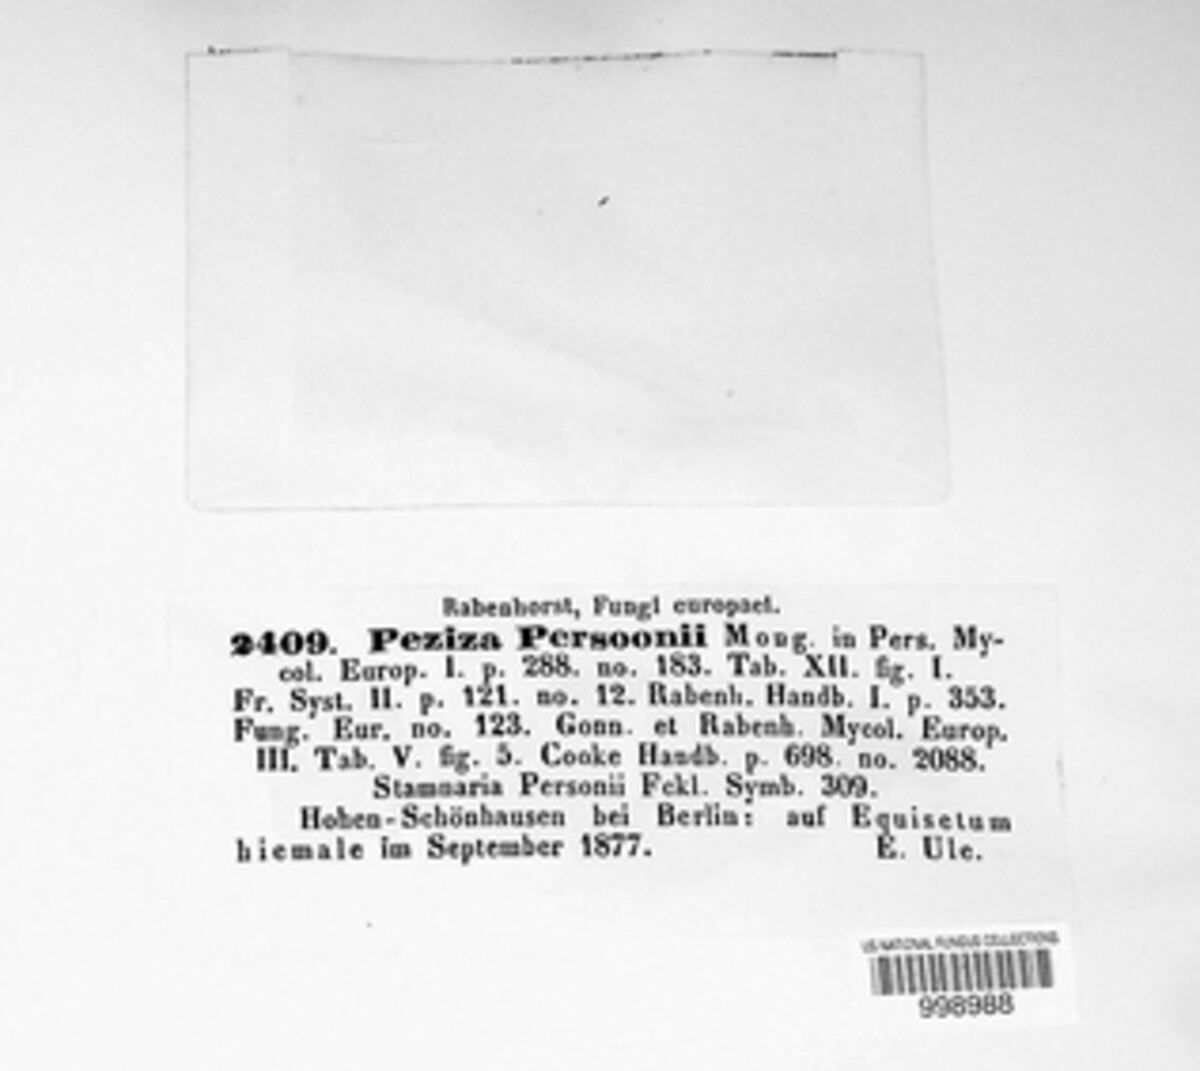 Rabenhorst, Fungi europaei.
2409. Peziza Persoonii Moug. in Pers. My-
col. Europ. I. p. 288. no. 183. Tab. XII. fig. I.
Fr. Syst. II. p. 121. no. 12. Rabenh. Handb. I. p. 353.
Fung. Eur. no. 123. Gonn. et Rabenh. Mycol. Europ.
III. Tab. V. fig. 5. Cooke Handb. p. 698. no. 2088.
Stamnaria Personii Fckl. Symb. 309.
Hohen-Schönhausen bei Berlin: auf Equisetum
hiemale im September 1877. E. Ule.
US NATIONAL FUNGUS COLLECTIONS
998988